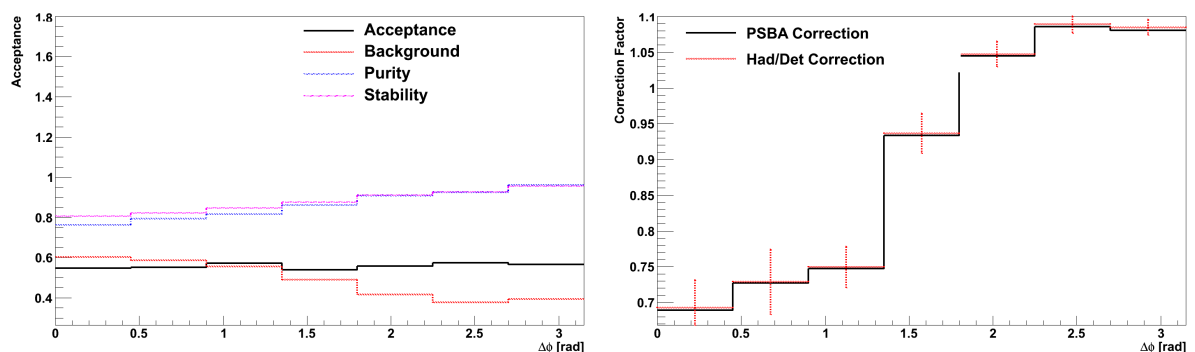 Acceptance
1.8
1.6
1.4
1.2
1
0.8
0.6
0.4
0 0.5 1 1.5 2 2.5 3
Δϕ [rad]
Acceptance
Background
Purity
Stability
Correction Factor
1.1
1.05
1
0.95
0.9
0.85
0.8
0.75
0.7
0 0.5 1 1.5 2 2.5 3
Δϕ [rad]
PSBA Correction
Had/Det Correction